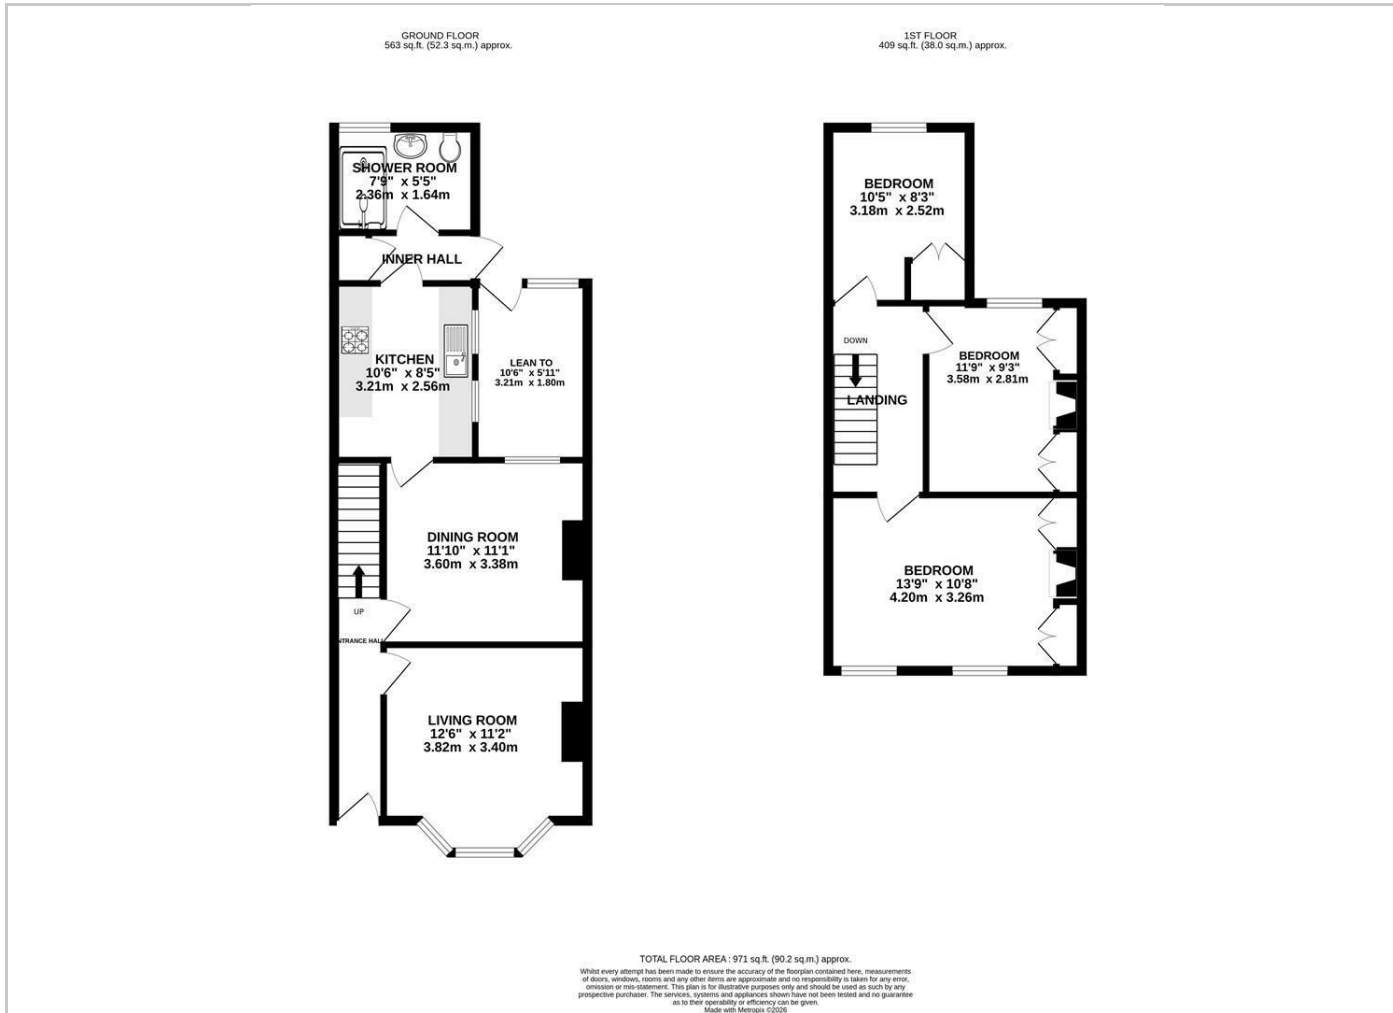 GROUND FLOOR
563 sq.ft. (52.3 sq.m.) approx.
1ST FLOOR
409 sq.ft. (38.0 sq.m.) approx.
SHOWER ROOM
7'9" x 5'5"
2.36m x 1.64m
INNER HALL
KITCHEN
10'6" x 8'5"
3.21m x 2.56m
LEAN TO
10'6" x 5'11"
3.21m x 1.80m
DINING ROOM
11'10" x 11'1"
3.60m x 3.38m
UP
ENTRANCE HALL
LIVING ROOM
12'6" x 11'2"
3.82m x 3.40m
BEDROOM
10'5" x 8'3"
3.18m x 2.52m
DOWN
LANDING
BEDROOM
11'9" x 9'3"
3.58m x 2.81m
BEDROOM
13'9" x 10'8"
4.20m x 3.26m
TOTAL FLOOR AREA : 971 sq.ft. (90.2 sq.m.) approx.
Whilst every attempt has been made to ensure the accuracy of the floorplan contained here, measurements
of doors, windows, rooms and any other items are approximate and no responsibility is taken for any error,
omission or mis-statement. This plan is for illustrative purposes only and should be used as such by any
prospective purchaser. The services, systems and appliances shown have not been tested and no guarantee
as to their operability or efficiency can be given.
Made with Metropix ©2026